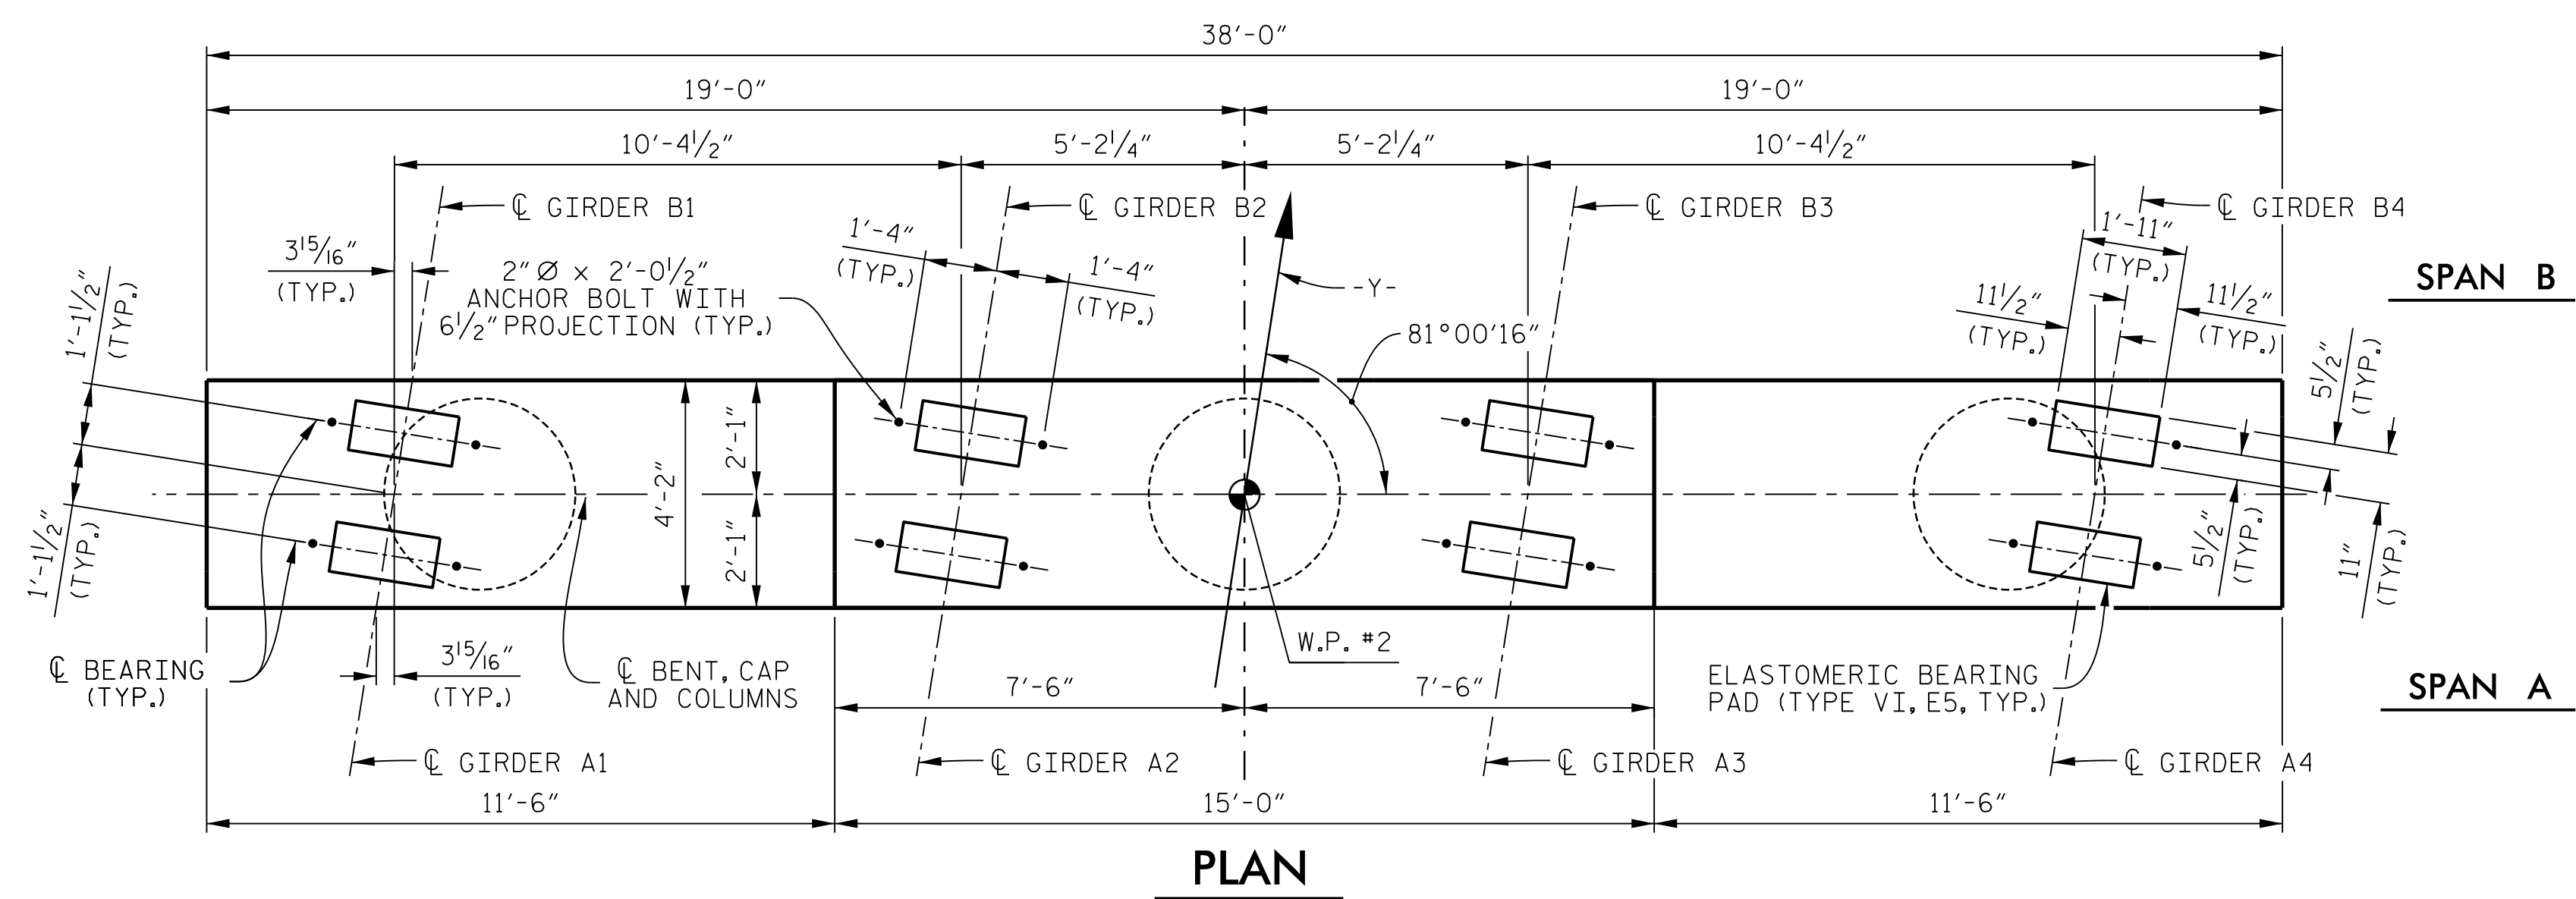 38'-0"
19'-0"
19'-0"
10'-4 1/2"
5'-2 1/4"
5'-2 1/4"
10'-4 1/2"
℄ GIRDER B1
℄ GIRDER B2
℄ GIRDER B3
℄ GIRDER B4
3 15/16"
(TYP.)
2" Ø x 2'-0 1/2"
ANCHOR BOLT WITH
6 1/2" PROJECTION (TYP.)
1'-4"
(TYP.)
1'-4"
(TYP.)
-Y-
81°00'16"
1'-11"
(TYP.)
11 1/2"
(TYP.)
11 1/2"
(TYP.)
SPAN B
1'-1 1/2"
(TYP.)
1'-1 1/2"
(TYP.)
4'-2"
2'-1"
2'-1"
5 1/2"
(TYP.)
5 1/2"
(TYP.)
11"
(TYP.)
℄ BEARING
(TYP.)
3 15/16"
(TYP.)
℄ BENT, CAP
AND COLUMNS
W.P. #2
7'-6"
7'-6"
ELASTOMERIC BEARING
PAD (TYPE VI, E5, TYP.)
SPAN A
℄ GIRDER A1
℄ GIRDER A2
℄ GIRDER A3
℄ GIRDER A4
11'-6"
15'-0"
11'-6"
PLAN